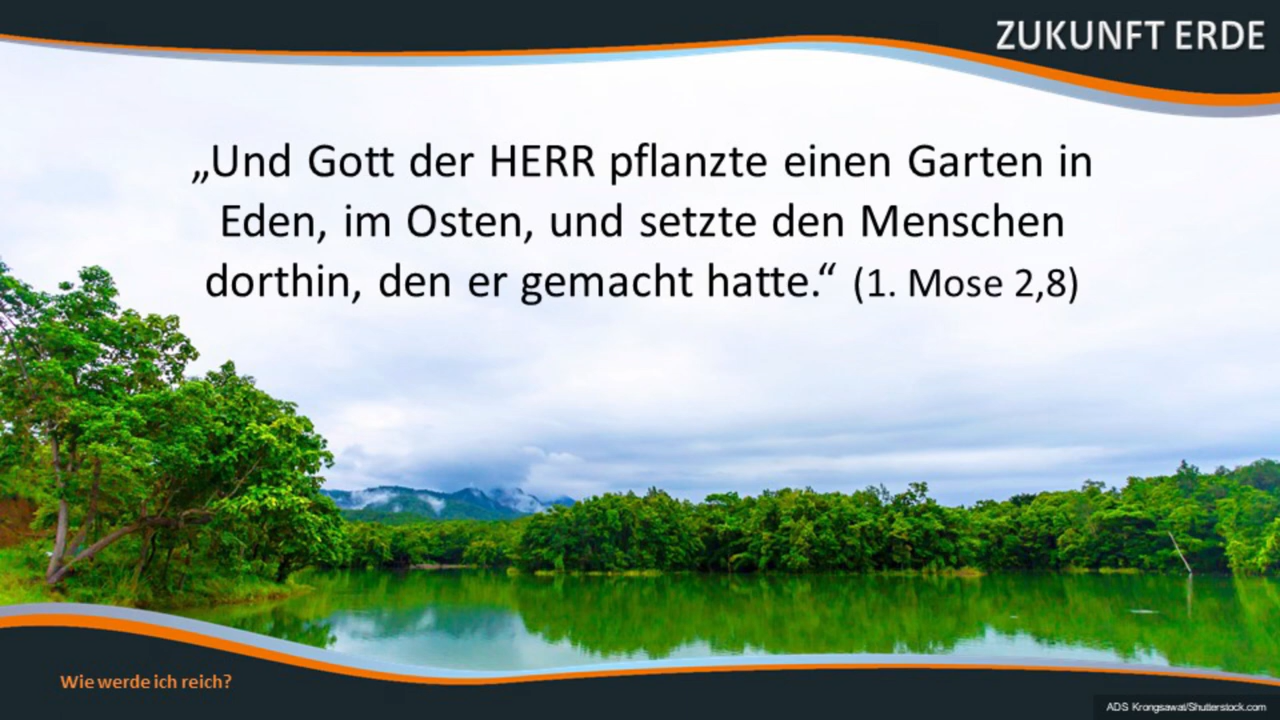 ZUKUNFT ERDE
„Und Gott der HERR pflanzte einen Garten in
Eden, im Osten, und setzte den Menschen
dorthin, den er gemacht hatte.“ (1. Mose 2,8)
Wie werde ich reich?
ADS Krongsawat/Shutterstock.com